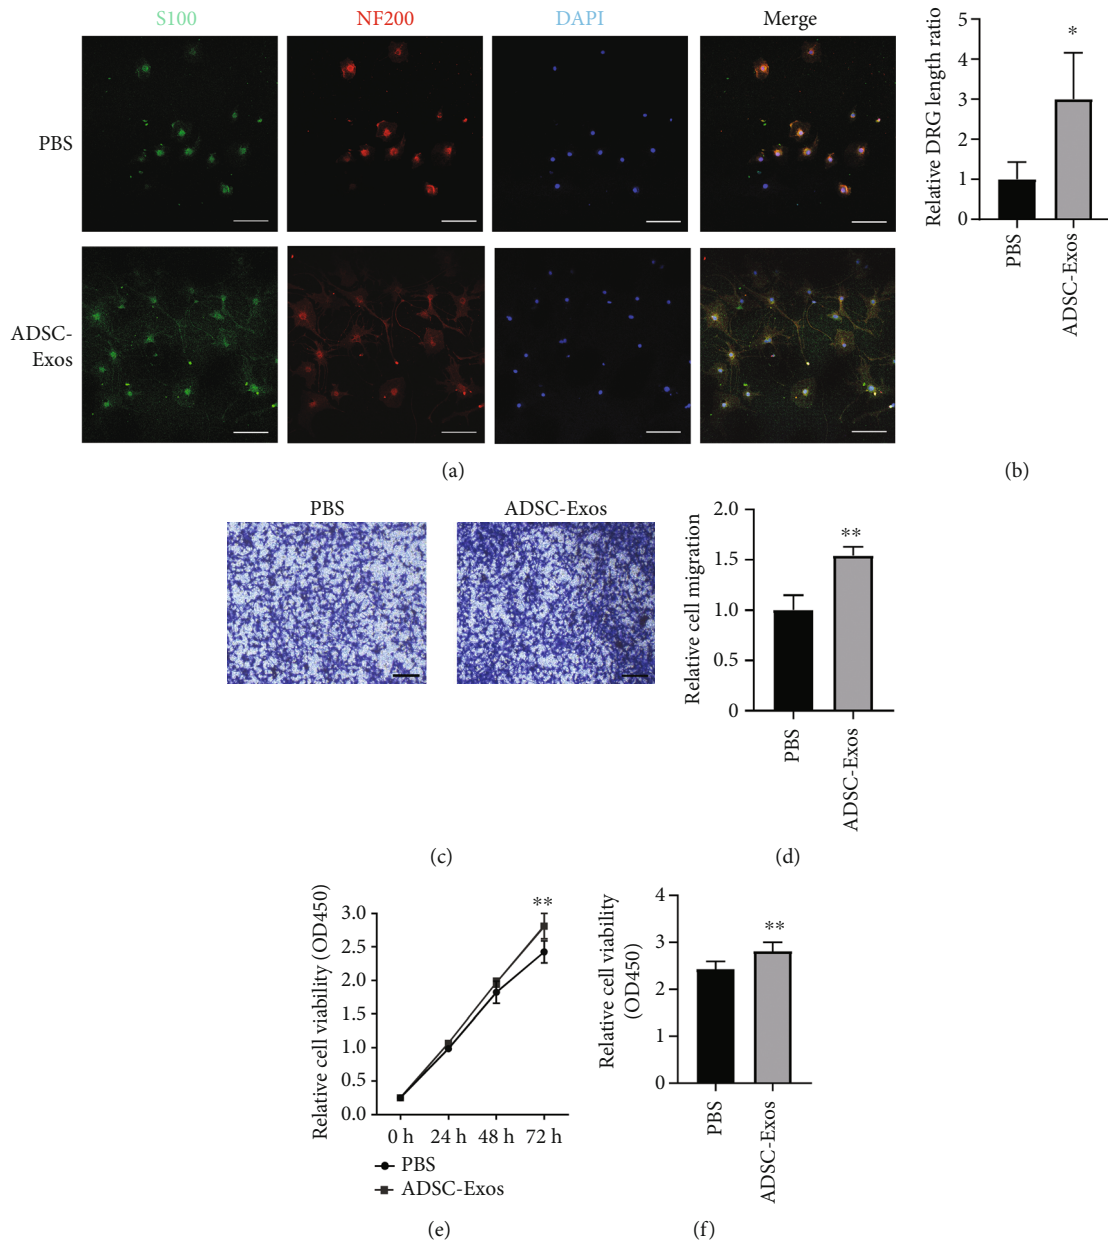 S100 NF200 DAPI Merge
PBS
ADSC-
Exos
(a)
Relative DRG length ratio
5
4
3
2
1
0
*
PBS
ADSC-Exos
(b)
PBS ADSC-Exos
(c)
Relative cell migration
2.0
1.5
1.0
0.5
0
**
PBS
ADSC-Exos
(d)
Relative cell viability (OD450)
3.0
2.5
2.0
1.5
1.0
0.5
0.0
**
0 h 24 h 48 h 72 h
PBS
ADSC-Exos
(e)
Relative cell viability
(OD450)
4
3
2
1
0
**
PBS
ADSC-Exos
(f)